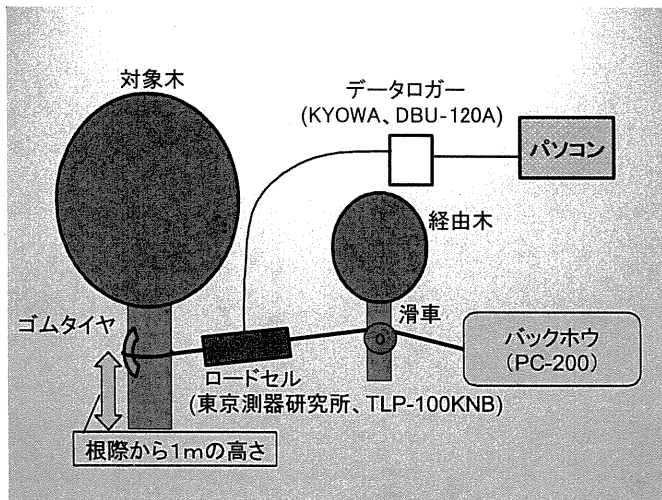 対象木
データロガー
(KYOWA、DBU-120A)
パソコン
経由木
ゴムタイヤ
滑車
バックホウ
(PC-200)
ロードセル
(東京測器研究所、TLP-100KNB)
根際から1mの高さ